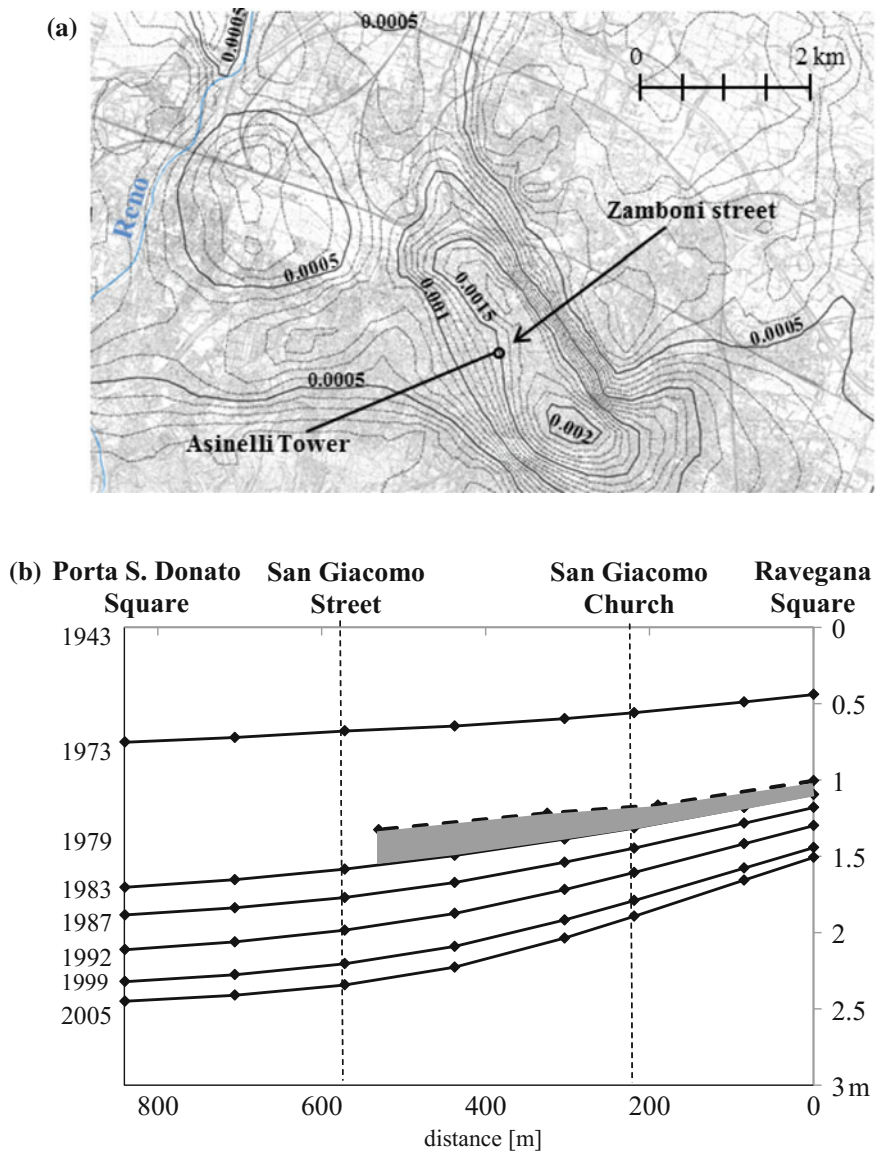 (a)
0.0005
0.0005
0 2 km
Reno
Zamboni street
0.0005
0.001
0.0015
0.0005
0.0005
0.002
Asinelli Tower
(b) Porta S. Donato Square
San Giacomo Street
San Giacomo Church
Ravegana Square
1943
1973
1979
1983
1987
1992
1999
2005
0
0.5
1
1.5
2
2.5
3 m
800 600 400 200 0
distance [m]